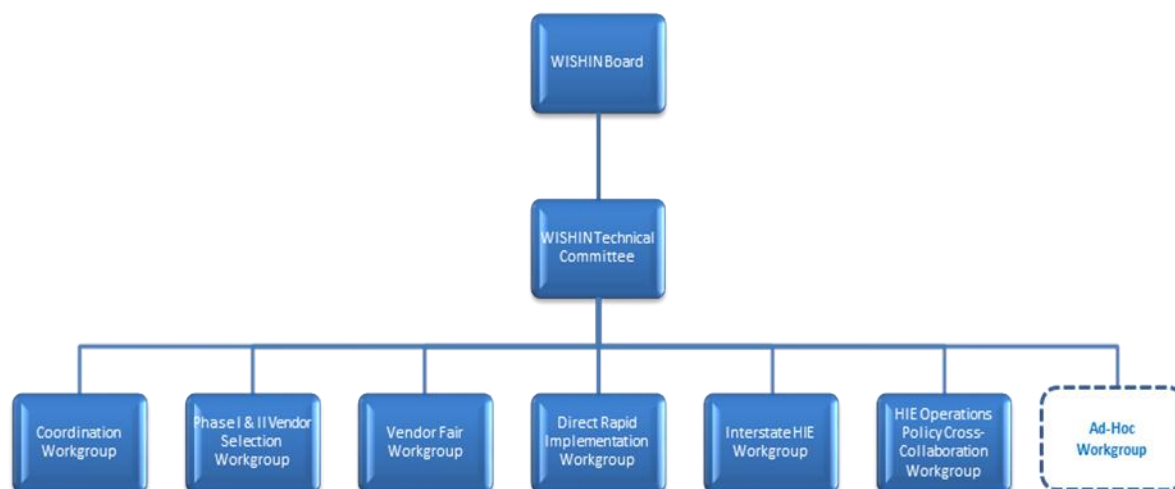 WISHIN Board
WISHIN Technical
Committee
Coordination
Workgroup
Phase I & II Vendor
Selection
Workgroup
Vendor Fair
Workgroup
Direct Rapid
Implementation
Workgroup
Interstate HIE
Workgroup
HIE Operations
Policy Cross-
Collaboration
Workgroup
Ad-Hoc
Workgroup